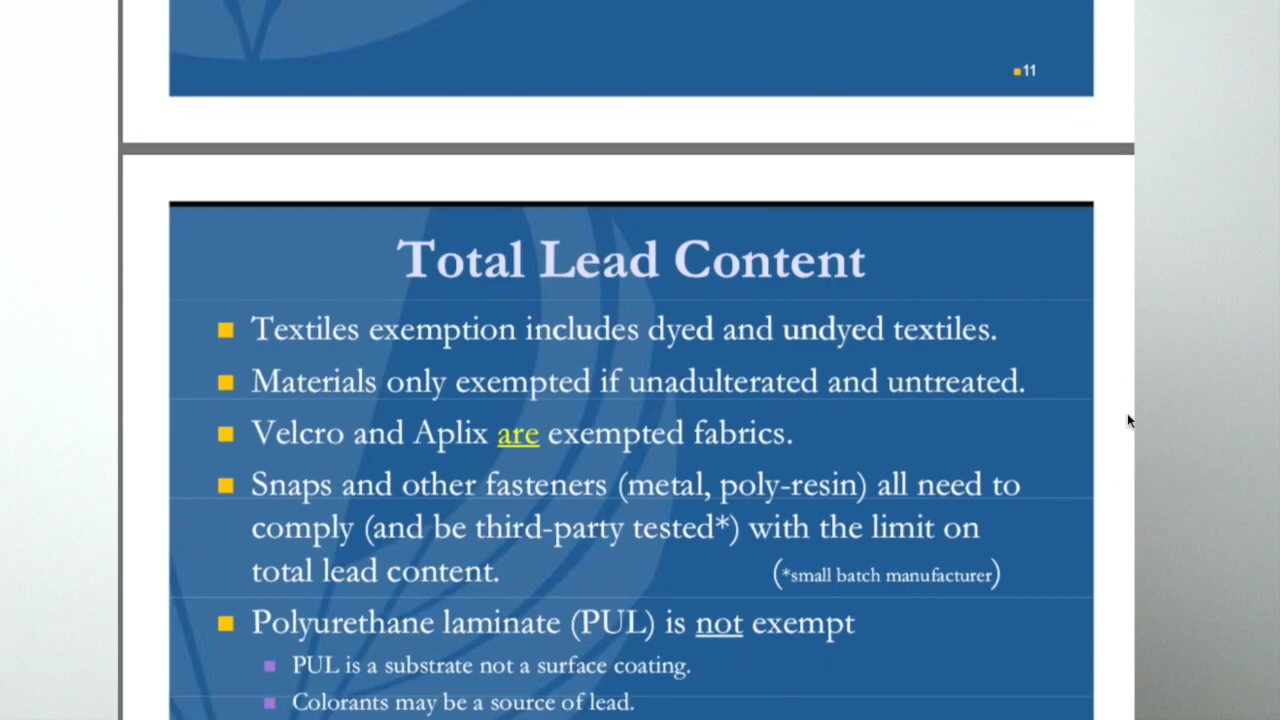 11
Total Lead Content
Textiles exemption includes dyed and undyed textiles.
Materials only exempted if unadulterated and untreated.
Velcro and Aplix are exempted fabrics.
Snaps and other fasteners (metal, poly-resin) all need to
comply (and be third-party tested*) with the limit on
total lead content. (*small batch manufacturer)
Polyurethane laminate (PUL) is not exempt
PUL is a substrate not a surface coating.
Colorants may be a source of lead.